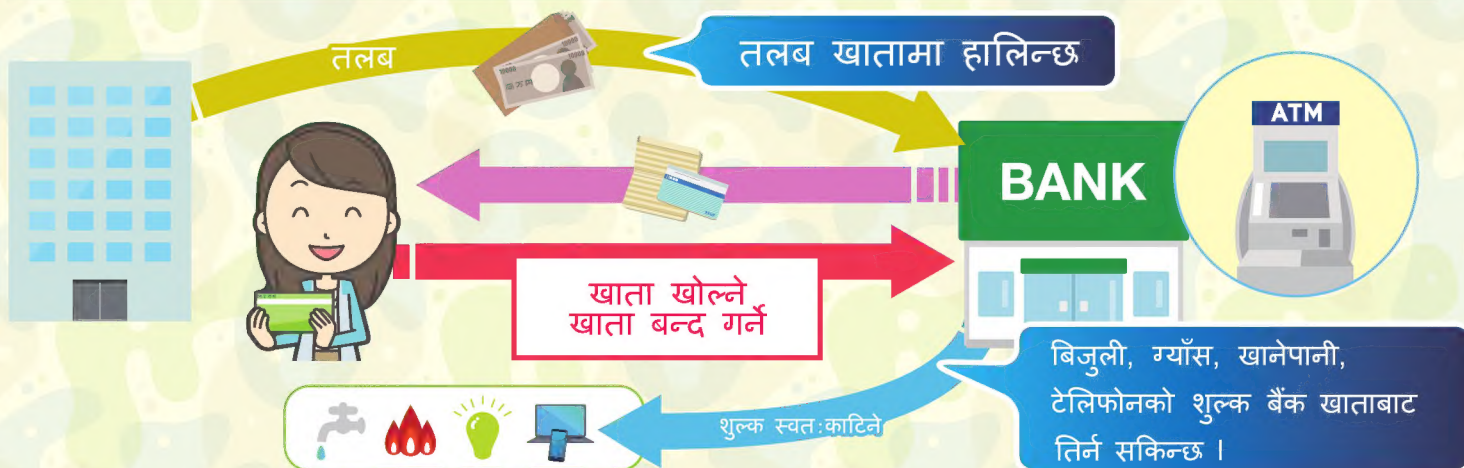 तलब
तलब खातामा हालिन्छ
ATM
BANK
खाता खोल्ने
खाता बन्द गर्ने
बिजुली, ग्याँस, खानेपानी,
टेलिफोनको शुल्क बैंक खाताबाट
तिर्न सकिन्छ ।
शुल्क स्वत:काटिने